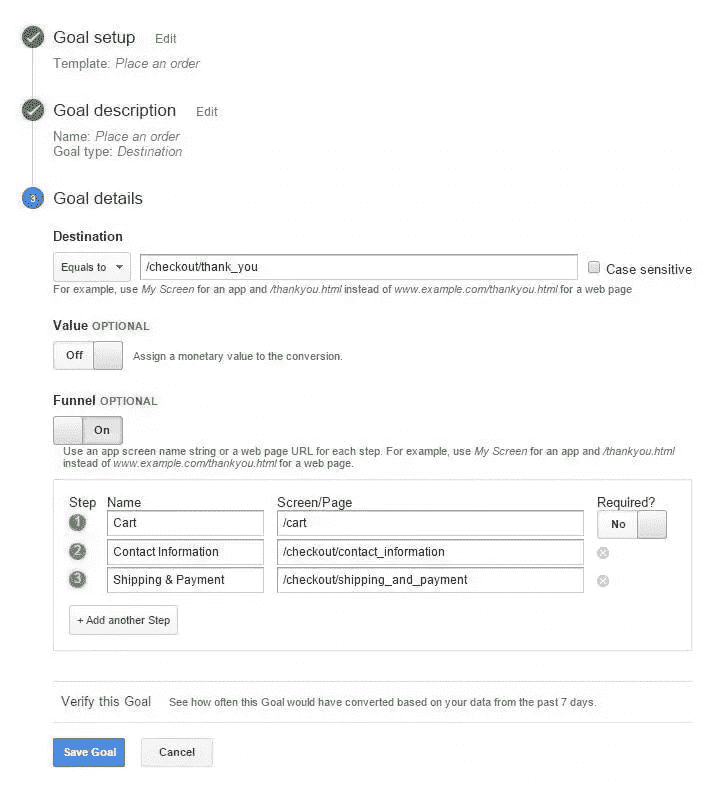 Goal setup Edit
Template: Place an order
Goal description Edit
Name: Place an order
Goal type: Destination
3 Goal details
Destination
Equals to /checkout/thank_you Case sensitive
For example, use My Screen for an app and /thankyou.html instead of www.example.com/thankyou.html for a web page
Value OPTIONAL
Off Assign a monetary value to the conversion.
Funnel OPTIONAL
On
Use an app screen name string or a web page URL for each step. For example, use My Screen for an app and /thankyou.html
instead of www.example.com/thankyou.html for a web page.
Step Name Screen/Page Required?
1 Cart /cart No
2 Contact Information /checkout/contact_information
3 Shipping & Payment /checkout/shipping_and_payment
+ Add another Step
Verify this Goal See how often this Goal would have converted based on your data from the past 7 days.
Save Goal Cancel